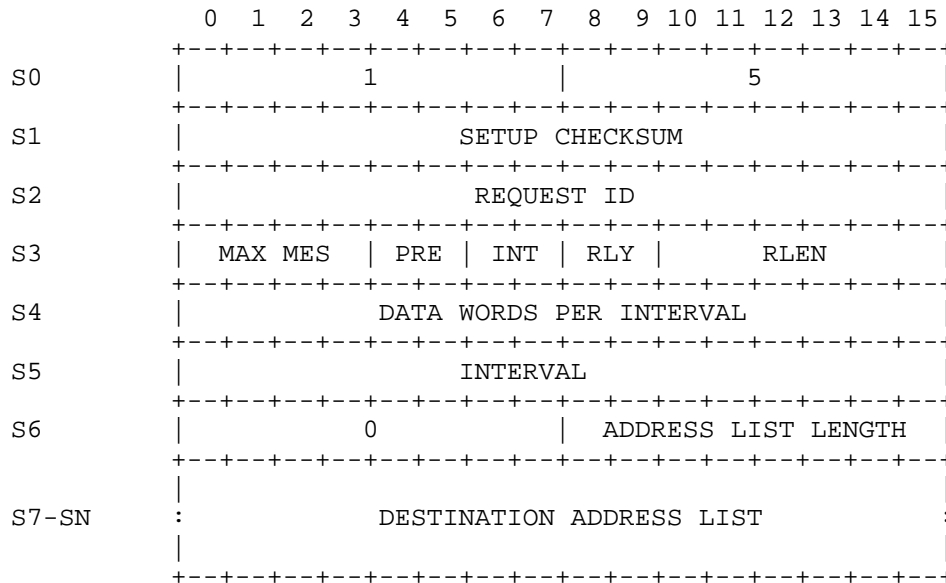 0 1 2 3 4 5 6 7 8 9 10 11 12 13 14 15
+--+--+--+--+--+--+--+--+--+--+--+--+--+--+--+--+
S0 | 1 | 5 |
+--+--+--+--+--+--+--+--+--+--+--+--+--+--+--+--+
S1 | SETUP CHECKSUM |
+--+--+--+--+--+--+--+--+--+--+--+--+--+--+--+--+
S2 | REQUEST ID |
+--+--+--+--+--+--+--+--+--+--+--+--+--+--+--+--+
S3 | MAX MES | PRE | INT | RLY | RLEN |
+--+--+--+--+--+--+--+--+--+--+--+--+--+--+--+--+
S4 | DATA WORDS PER INTERVAL |
+--+--+--+--+--+--+--+--+--+--+--+--+--+--+--+--+
S5 | INTERVAL |
+--+--+--+--+--+--+--+--+--+--+--+--+--+--+--+--+
S6 | 0 | ADDRESS LIST LENGTH |
+--+--+--+--+--+--+--+--+--+--+--+--+--+--+--+--+
| |
S7-SN : DESTINATION ADDRESS LIST :
| |
+--+--+--+--+--+--+--+--+--+--+--+--+--+--+--+--+